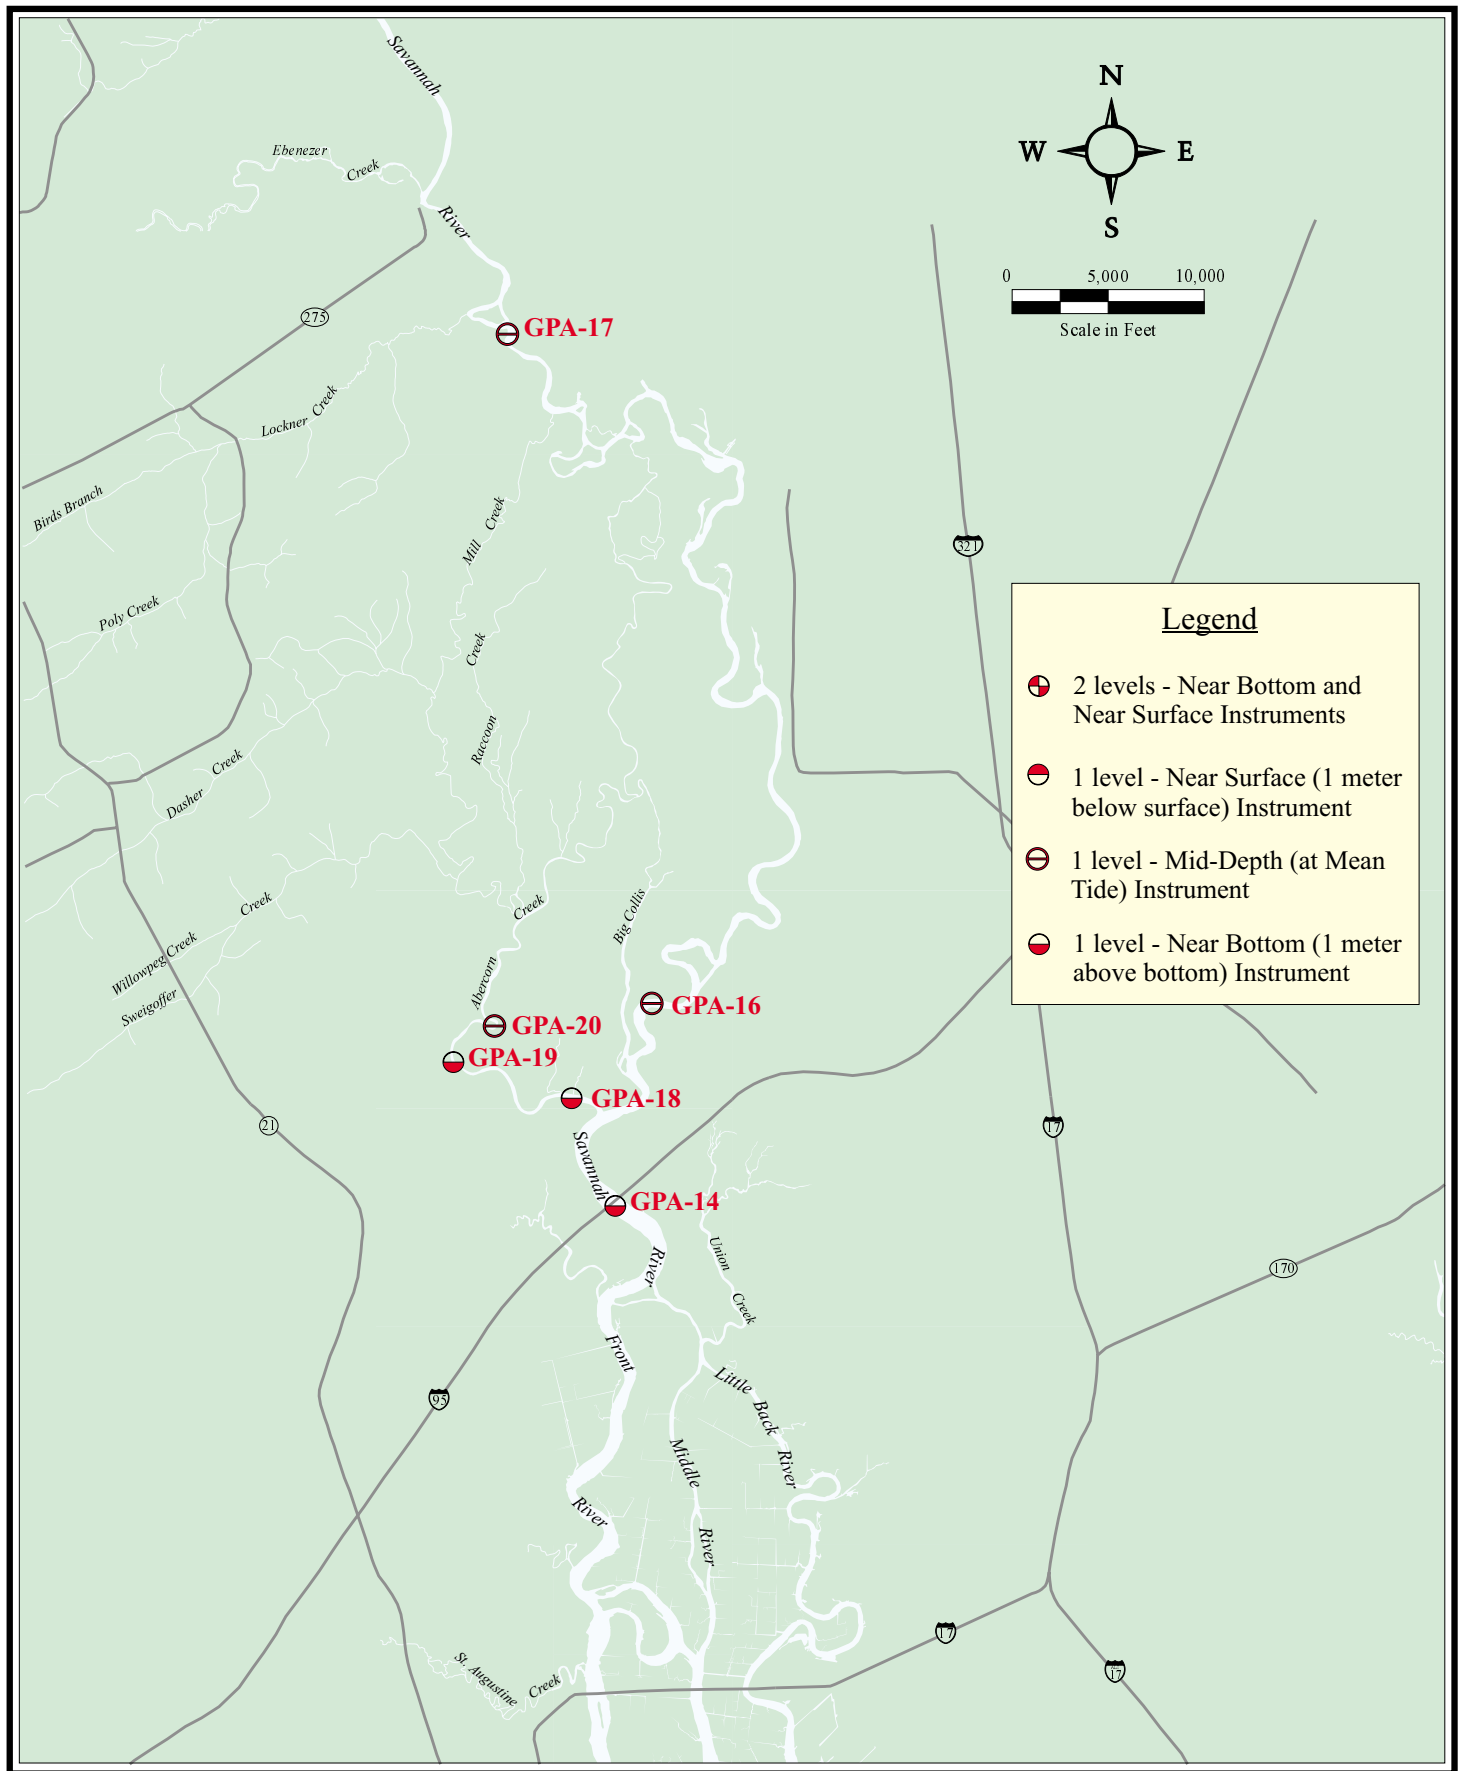 Savannah
N
W
E
S
Ebenezer
Creek
River
0
5,000
10,000
Scale in Feet
275
GPA-17
Lockner
Creek
Birds Branch
Mill
Creek
321
Legend
2 levels - Near Bottom and
Near Surface Instruments
1 level - Near Surface (1 meter
below surface) Instrument
1 level - Mid-Depth (at Mean
Tide) Instrument
1 level - Near Bottom (1 meter
above bottom) Instrument
Poly Creek
Creek
Raccoon
Dasher
Creek
Creek
Big Collis
Creek
Willowpeg Creek
Sweigoffer
Abercorn
GPA-16
GPA-20
GPA-19
GPA-18
21
17
Savannah
GPA-14
River
Union
Creek
170
Front
Little
Back
River
95
Middle
River
River
17
17
St. Augustine
Creek